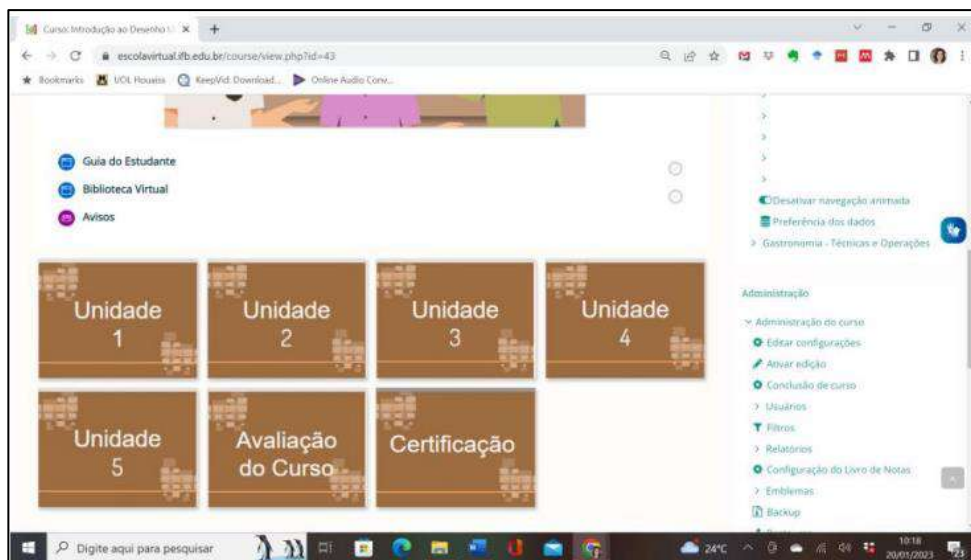 Curso: Introdução ao Desenho
escolavirtual.ifb.edu.br/course/view.php?id=43
Bookmarks UOL Houaiss KeepVid: Download... Online Audio Conv...
Guia do Estudante
Biblioteca Virtual
Avisos
Unidade 1
Unidade 2
Unidade 3
Unidade 4
Unidade 5
Avaliação do Curso
Certificação
Desativar navegação animada
Preferência dos dados
Gastronomia - Técnicas e Operações
Administração
Administração do curso
Editar configurações
Ativar edição
Conclusão de curso
Usuários
Filtros
Relatórios
Configuração do Livro de Notas
Emblemas
Backup
Digite aqui para pesquisar
24°C
10:18
20/01/2023